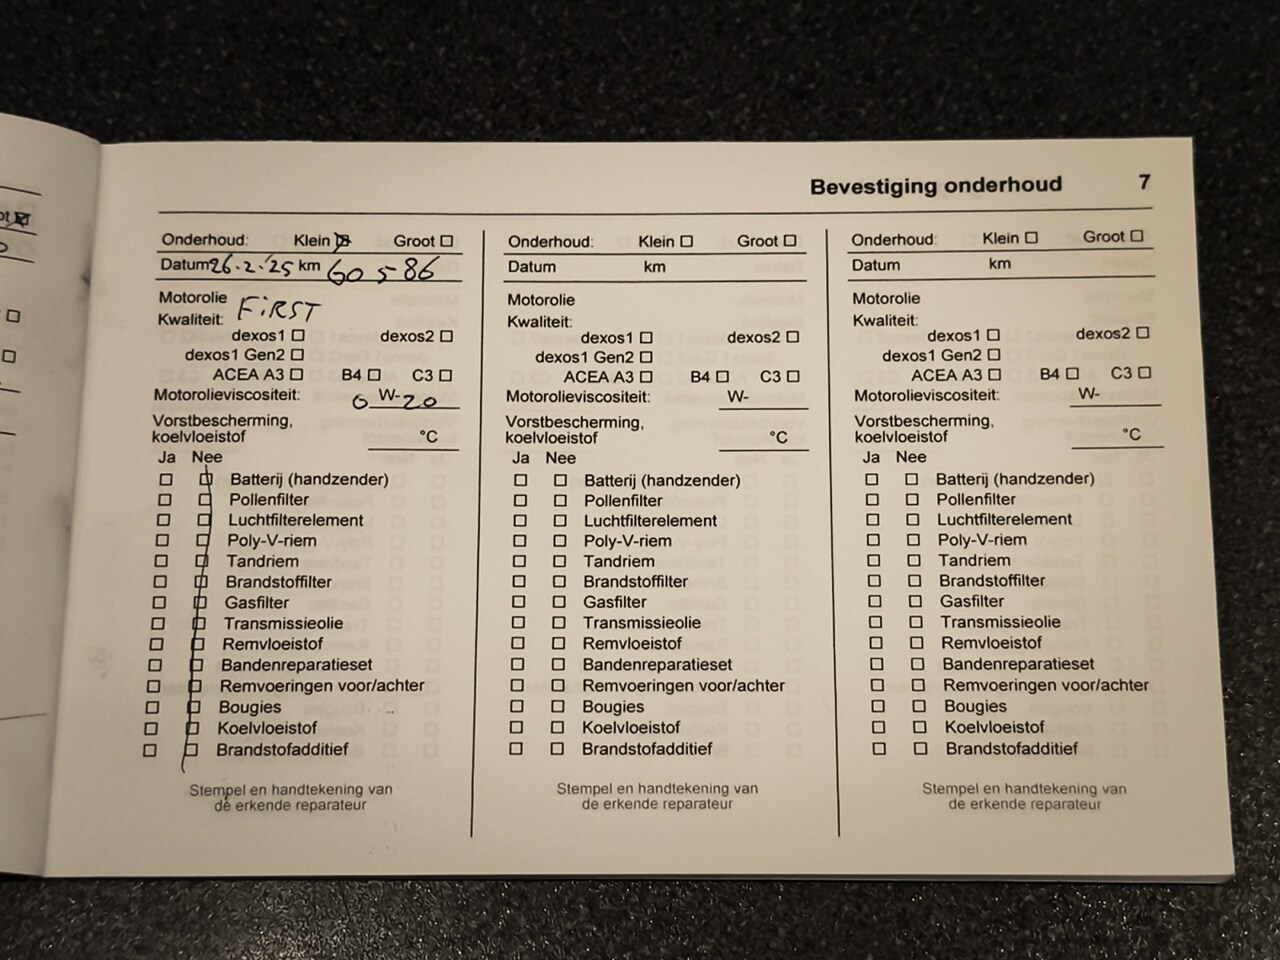 Bevestiging onderhoud 7
Onderhoud: Klein ☒ Groot ☐
Datum 26.2.'25 km 60 586
Motorolie FiRST
Kwaliteit:
dexos1 ☐ dexos2 ☐
dexos1 Gen2 ☐
ACEA A3 ☐ B4 ☐ C3 ☐
Motorolieviscositeit: 0 W- 20
Vorstbescherming,
koelvloeistof °C
Ja Nee
☐ ☐ Batterij (handzender)
☐ ☐ Pollenfilter
☐ ☐ Luchtfilterelement
☐ ☐ Poly-V-riem
☐ ☐ Tandriem
☐ ☐ Brandstoffilter
☐ ☐ Gasfilter
☐ ☐ Transmissieolie
☐ ☐ Remvloeistof
☐ ☐ Bandenreparatieset
☐ ☐ Remvoeringen voor/achter
☐ ☐ Bougies
☐ ☐ Koelvloeistof
☐ ☐ Brandstofadditief
Stempel en handtekening van
de erkende reparateur
Onderhoud: Klein ☐ Groot ☐
Datum km
Motorolie
Kwaliteit:
dexos1 ☐ dexos2 ☐
dexos1 Gen2 ☐
ACEA A3 ☐ B4 ☐ C3 ☐
Motorolieviscositeit: W-
Vorstbescherming,
koelvloeistof °C
Ja Nee
☐ ☐ Batterij (handzender)
☐ ☐ Pollenfilter
☐ ☐ Luchtfilterelement
☐ ☐ Poly-V-riem
☐ ☐ Tandriem
☐ ☐ Brandstoffilter
☐ ☐ Gasfilter
☐ ☐ Transmissieolie
☐ ☐ Remvloeistof
☐ ☐ Bandenreparatieset
☐ ☐ Remvoeringen voor/achter
☐ ☐ Bougies
☐ ☐ Koelvloeistof
☐ ☐ Brandstofadditief
Stempel en handtekening van
de erkende reparateur
Onderhoud: Klein ☐ Groot ☐
Datum km
Motorolie
Kwaliteit:
dexos1 ☐ dexos2 ☐
dexos1 Gen2 ☐
ACEA A3 ☐ B4 ☐ C3 ☐
Motorolieviscositeit: W-
Vorstbescherming,
koelvloeistof °C
Ja Nee
☐ ☐ Batterij (handzender)
☐ ☐ Pollenfilter
☐ ☐ Luchtfilterelement
☐ ☐ Poly-V-riem
☐ ☐ Tandriem
☐ ☐ Brandstoffilter
☐ ☐ Gasfilter
☐ ☐ Transmissieolie
☐ ☐ Remvloeistof
☐ ☐ Bandenreparatieset
☐ ☐ Remvoeringen voor/achter
☐ ☐ Bougies
☐ ☐ Koelvloeistof
☐ ☐ Brandstofadditief
Stempel en handtekening van
de erkende reparateur